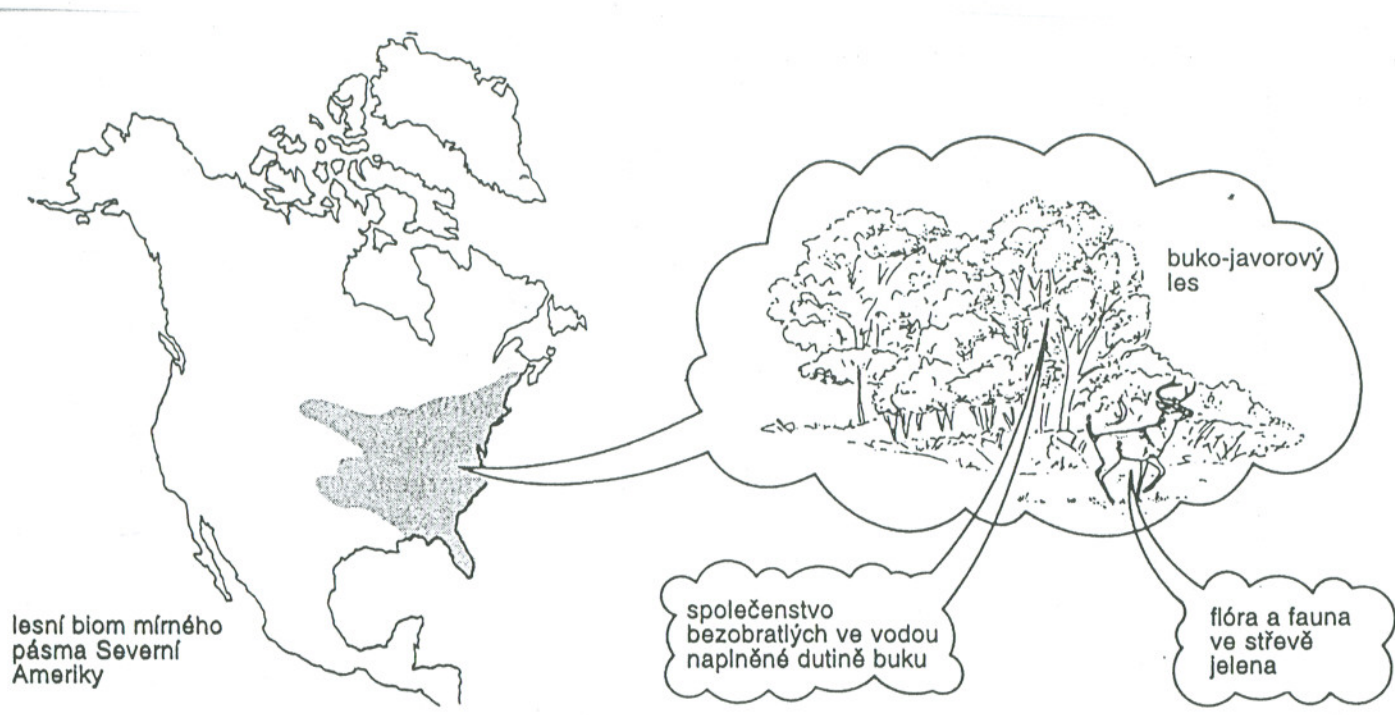 buko-javorový
les
lesní biom mírného
pásma Severní
Ameriky
společenstvo
bezobratlých ve vodou
naplněné dutině buku
flóra a fauna
ve střevě
jelena